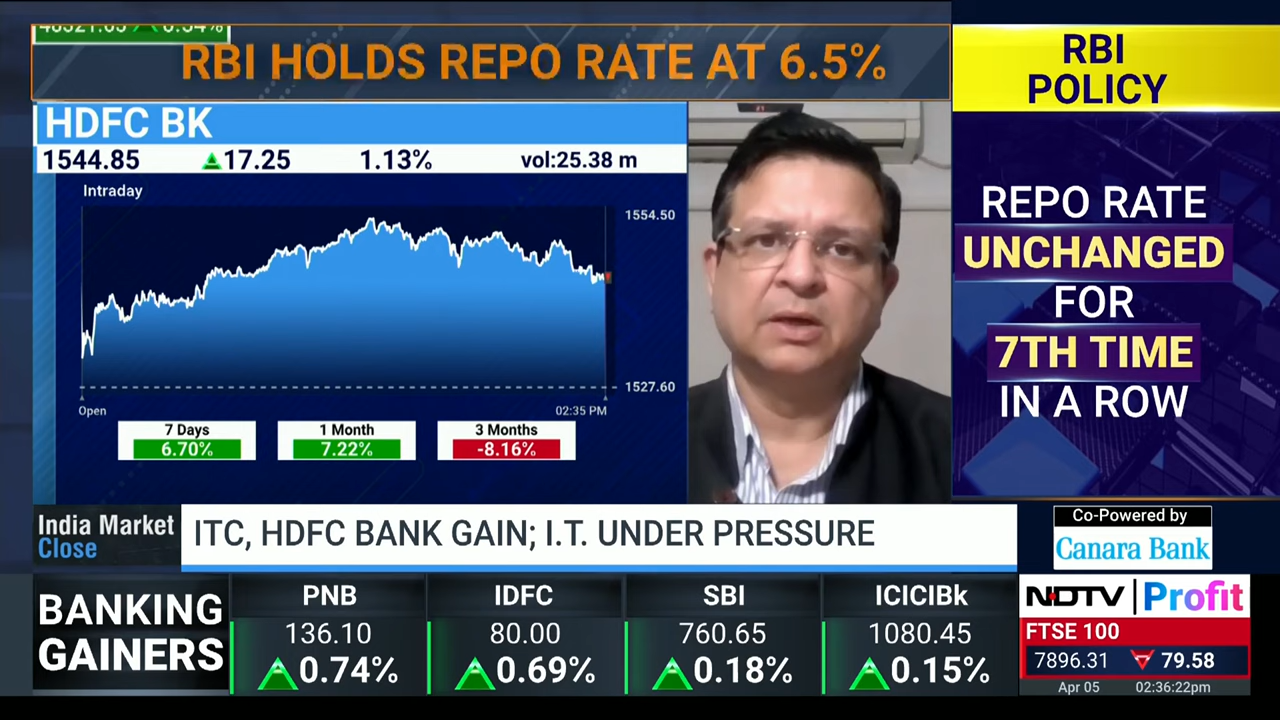 RBI HOLDS REPO RATE AT 6.5%
HDFC BK
1544.85 17.25 1.13% vol:25.38 m
Intraday
1554.50
1527.60
Open 02:35 PM
7 Days
6.70%
1 Month
7.22%
3 Months
-8.16%
RBI
POLICY
REPO RATE
UNCHANGED
FOR
7TH TIME
IN A ROW
India Market
Close
ITC, HDFC BANK GAIN; I.T. UNDER PRESSURE
Co-Powered by
Canara Bank
BANKING
GAINERS
PNB
136.10
0.74%
IDFC
80.00
0.69%
SBI
760.65
0.18%
ICICIBk
1080.45
0.15%
NDTV Profit
FTSE 100
7896.31 79.58
Apr 05 02:36:22pm